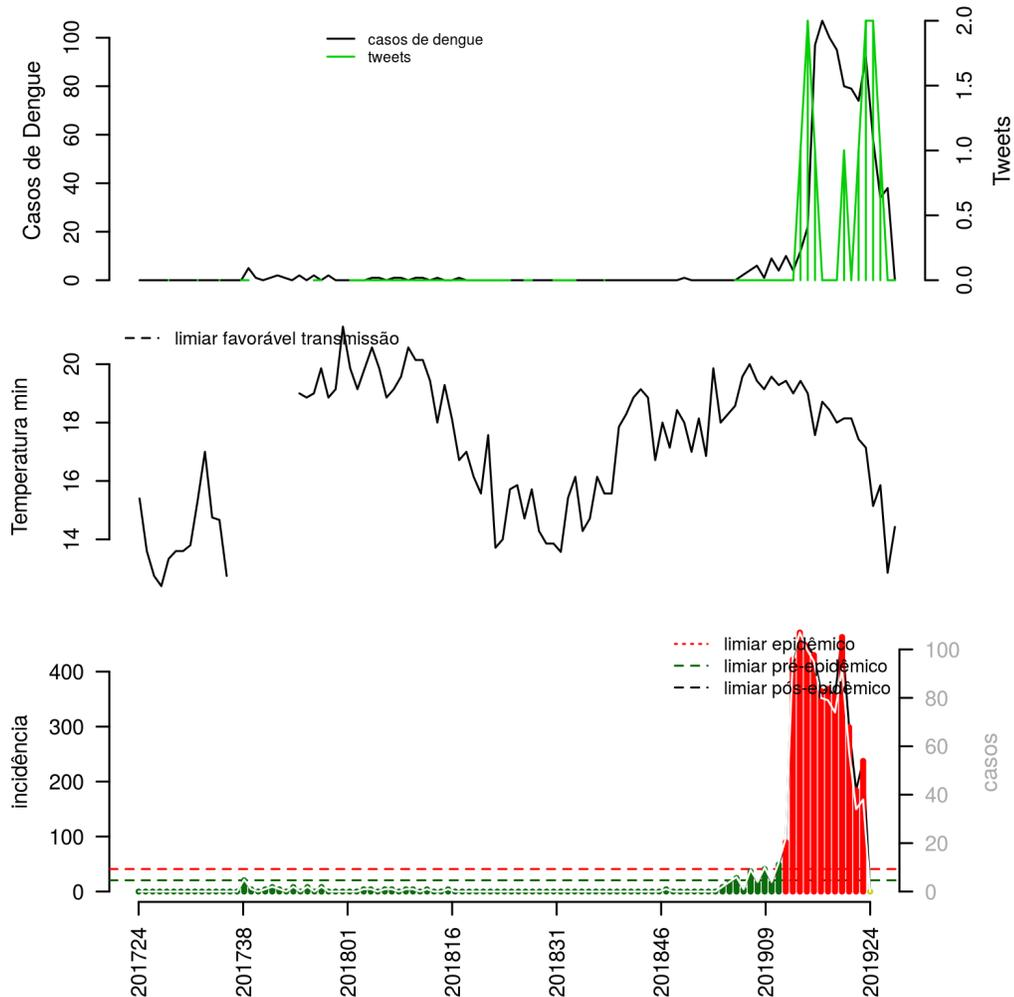 casos de dengue
tweets
Casos de Dengue
0 20 40 60 80 100
Tweets
0.0 0.5 1.0 1.5 2.0
limiar favorável transmissão
Temperatura min
14 16 18 20
limiar epidêmico
limiar pré-epidêmico
limiar pós-epidêmico
incidência
0 100 200 300 400
casos
0 20 40 60 80 100
201724 201738 201801 201816 201831 201846 201909 201924